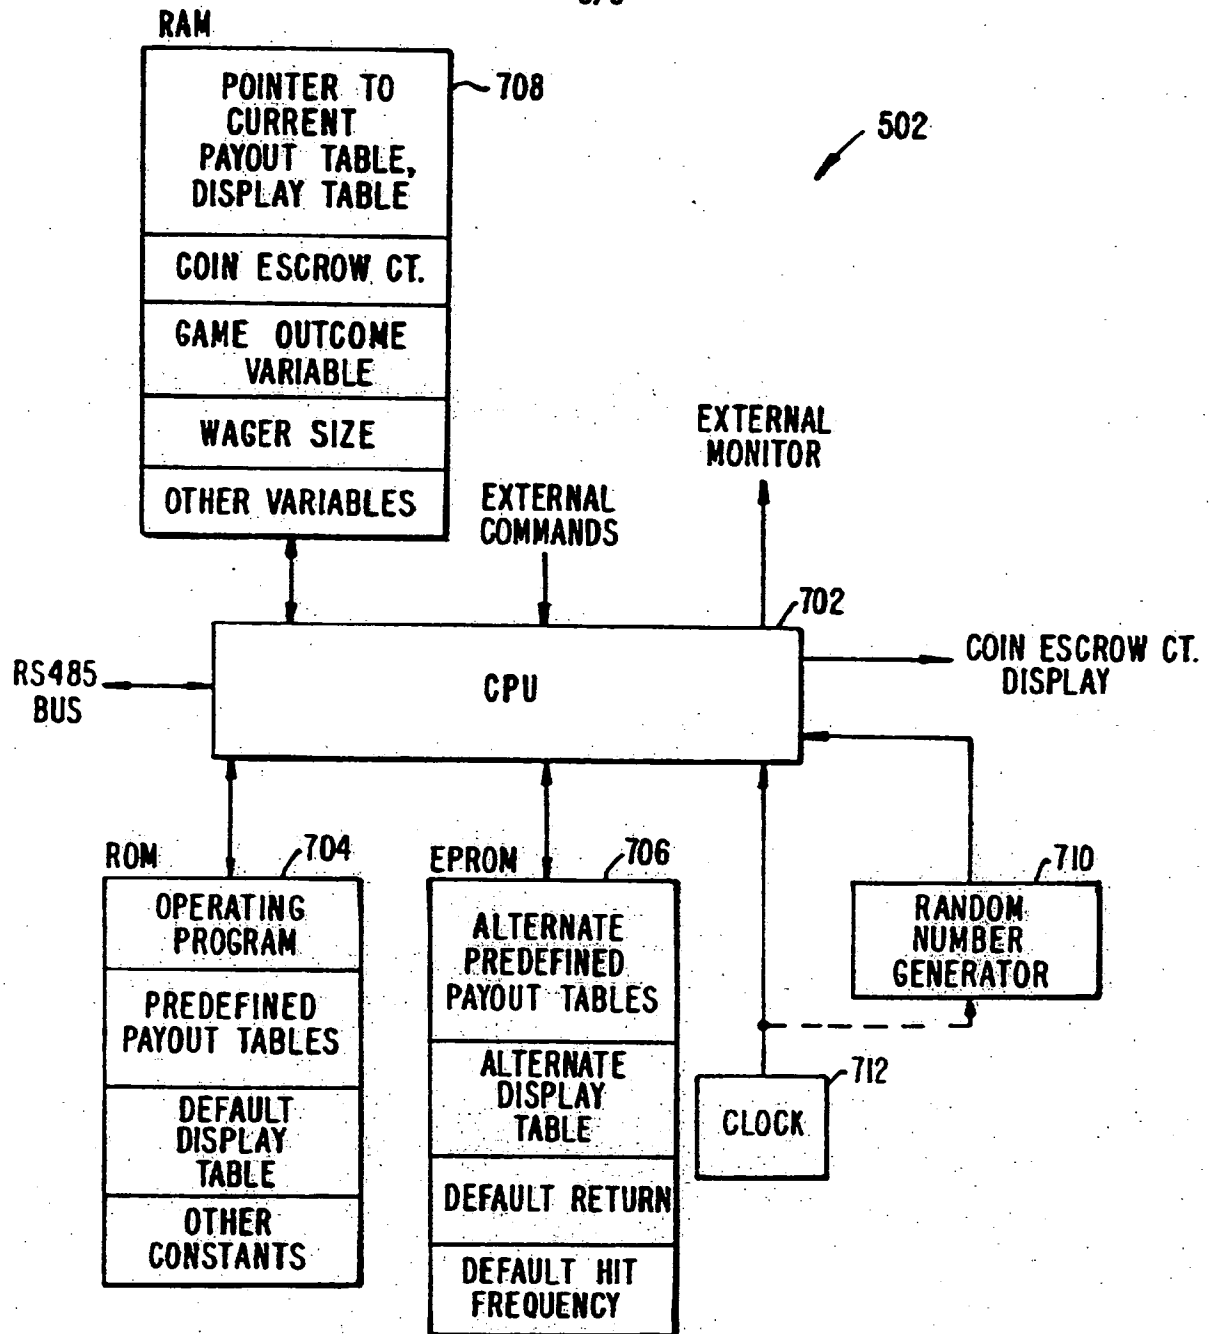 RAM
POINTER TO
CURRENT
PAYOUT TABLE,
DISPLAY TABLE
708
502
COIN ESCROW CT.
GAME OUTCOME
VARIABLE
WAGER SIZE
OTHER VARIABLES
EXTERNAL
COMMANDS
EXTERNAL
MONITOR
702
RS485
BUS
CPU
COIN ESCROW CT.
DISPLAY
ROM
704
OPERATING
PROGRAM
PREDEFINED
PAYOUT TABLES
DEFAULT
DISPLAY
TABLE
OTHER
CONSTANTS
EPROM
706
ALTERNATE
PREDEFINED
PAYOUT TABLES
ALTERNATE
DISPLAY
TABLE
DEFAULT RETURN
DEFAULT HIT
FREQUENCY
710
RANDOM
NUMBER
GENERATOR
712
CLOCK